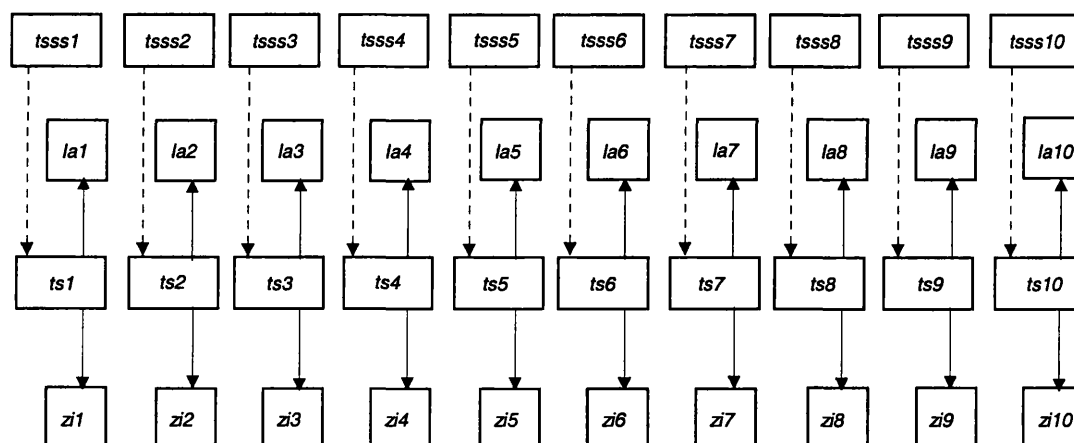 tsss1 tsss2 tsss3 tsss4 tsss5 tsss6 tsss7 tsss8 tsss9 tsss10
la1 la2 la3 la4 la5 la6 la7 la8 la9 la10
ts1 ts2 ts3 ts4 ts5 ts6 ts7 ts8 ts9 ts10
zi1 zi2 zi3 zi4 zi5 zi6 zi7 zi8 zi9 zi10